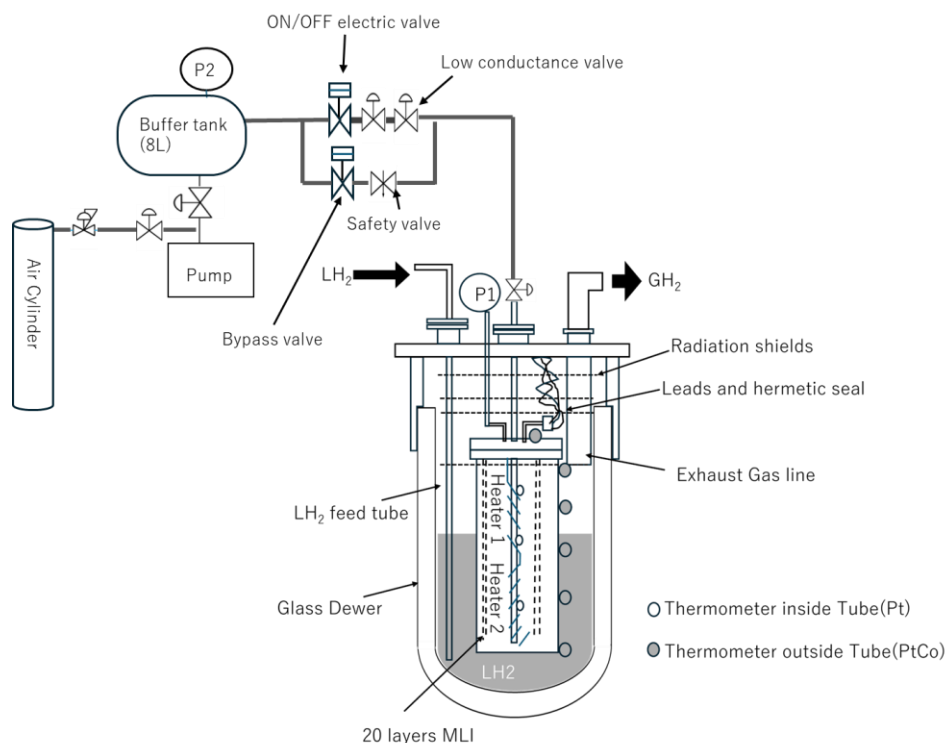 ON/OFF electric valve
P2
Low conductance valve
Buffer tank
(8L)
Safety valve
Air Cylinder
Pump
LH₂
P1
GH₂
Bypass valve
Radiation shields
Leads and hermetic seal
Exhaust Gas line
Heater 1
LH₂ feed tube
Heater 2
Glass Dewer
Thermometer inside Tube(Pt)
Thermometer outside Tube(PtCo)
LH2
20 layers MLI